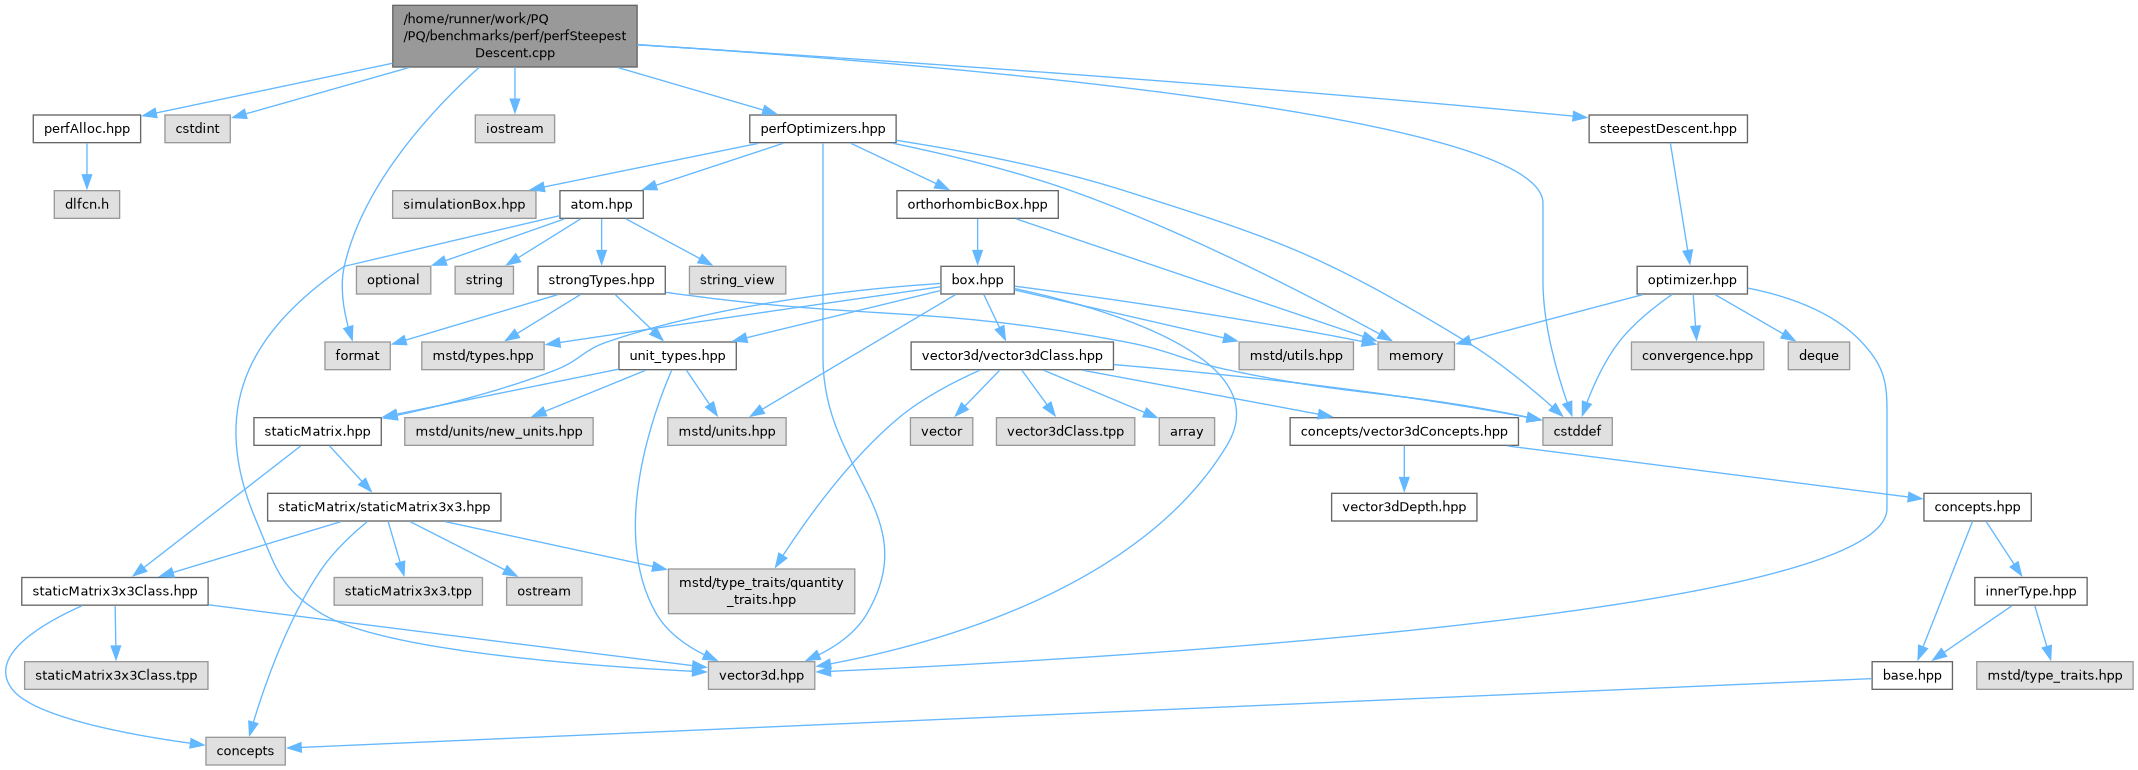 /home/runner/work/PQ
/PQ/benchmarks/perf/perfSteepest
Descent.cpp
perfAlloc.hpp
cstdint
iostream
perfOptimizers.hpp
steepestDescent.hpp
dlfcn.h
simulationBox.hpp
atom.hpp
orthorhombicBox.hpp
optional
string
strongTypes.hpp
string_view
box.hpp
optimizer.hpp
format
mstd/types.hpp
unit_types.hpp
vector3d/vector3dClass.hpp
mstd/utils.hpp
memory
convergence.hpp
deque
staticMatrix.hpp
mstd/units/new_units.hpp
mstd/units.hpp
vector
vector3dClass.tpp
array
concepts/vector3dConcepts.hpp
cstddef
staticMatrix/staticMatrix3x3.hpp
vector3dDepth.hpp
concepts.hpp
staticMatrix3x3Class.hpp
staticMatrix3x3.tpp
ostream
mstd/type_traits/quantity
_traits.hpp
innerType.hpp
staticMatrix3x3Class.tpp
vector3d.hpp
base.hpp
mstd/type_traits.hpp
concepts